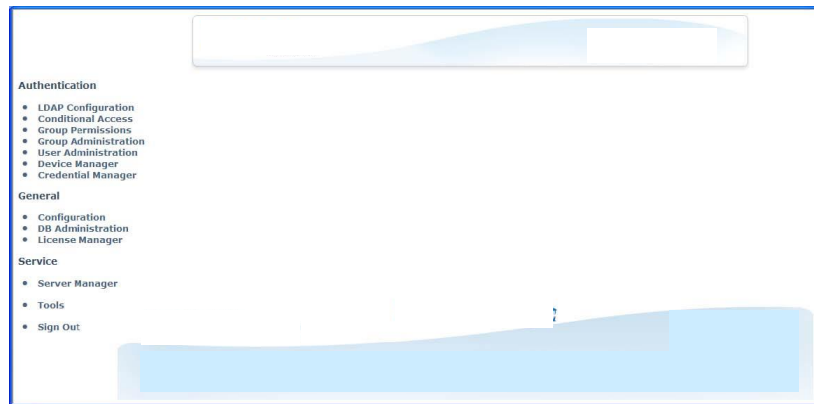 Authentication
LDAP Configuration
Conditional Access
Group Permissions
Group Administration
User Administration
Device Manager
Credential Manager
General
Configuration
DB Administration
License Manager
Service
Server Manager
Tools
Sign Out